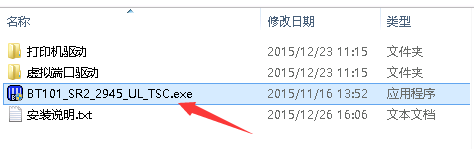 名称 修改日期 类型
打印机驱动 2015/12/23 11:15 文件夹
虚拟端口驱动 2015/12/23 11:15 文件夹
BT101_SR2_2945_UL_TSC.exe 2015/11/16 13:52 应用程序
安装说明.txt 2015/12/26 16:06 文本文档